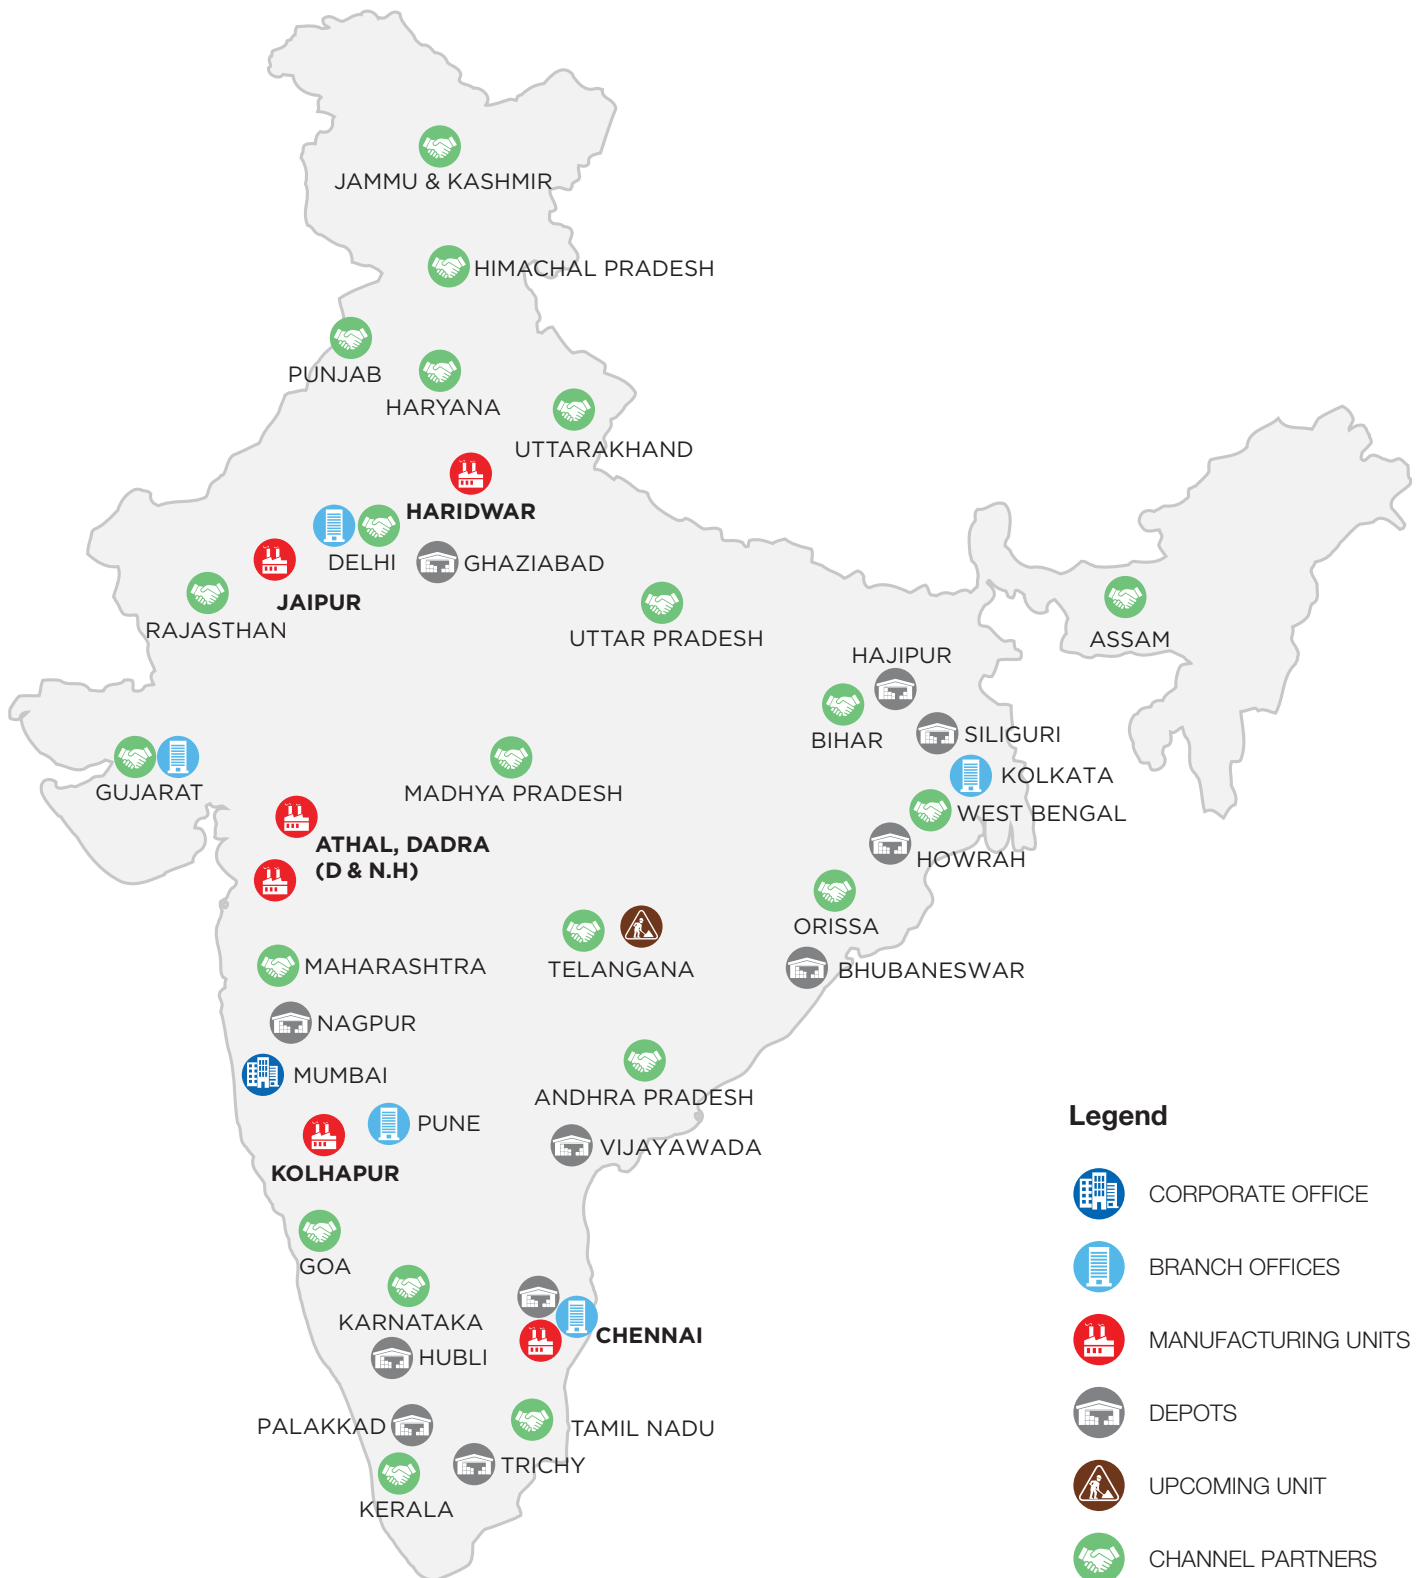 JAMMU & KASHMIR
HIMACHAL PRADESH
PUNJAB
HARYANA
UTTARAKHAND
HARIDWAR
DELHI
GHAZIABAD
JAIPUR
RAJASTHAN
UTTAR PRADESH
ASSAM
HAJIPUR
BIHAR
SILIGURI
GUJARAT
MADHYA PRADESH
KOLKATA
WEST BENGAL
ATHAL, DADRA
(D & N.H)
HOWRAH
ORISSA
MAHARASHTRA
TELANGANA
BHUBANESWAR
NAGPUR
MUMBAI
ANDHRA PRADESH
PUNE
VIJAYAWADA
KOLHAPUR
GOA
KARNATAKA
CHENNAI
HUBLI
PALAKKAD
TAMIL NADU
TRICHY
KERALA
Legend
CORPORATE OFFICE
BRANCH OFFICES
MANUFACTURING UNITS
DEPOTS
UPCOMING UNIT
CHANNEL PARTNERS